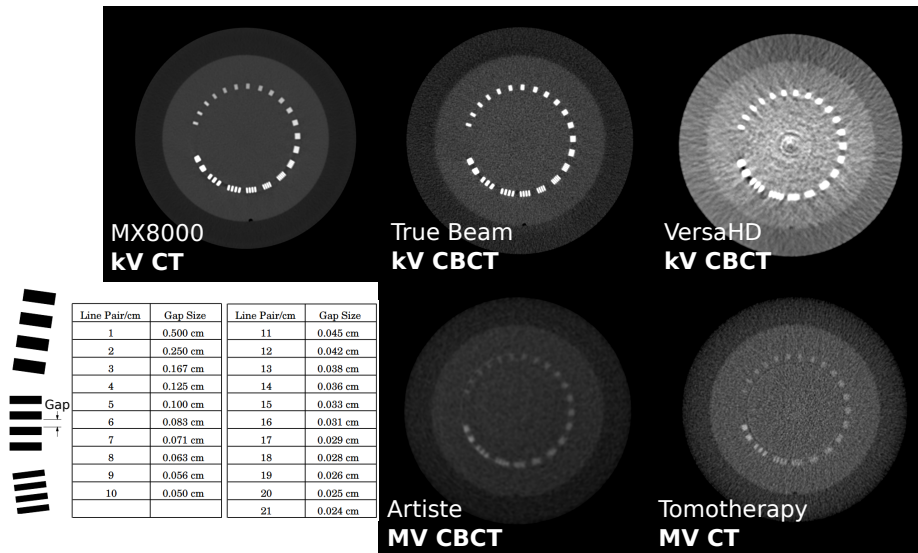 MX8000
kV CT
True Beam
kV CBCT
VersaHD
kV CBCT
Gap
Line Pair/cm Gap Size Line Pair/cm Gap Size
1 0.500 cm 11 0.045 cm
2 0.250 cm 12 0.042 cm
3 0.167 cm 13 0.038 cm
4 0.125 cm 14 0.036 cm
5 0.100 cm 15 0.033 cm
6 0.083 cm 16 0.031 cm
7 0.071 cm 17 0.029 cm
8 0.063 cm 18 0.028 cm
9 0.056 cm 19 0.026 cm
10 0.050 cm 20 0.025 cm
21 0.024 cm
Artiste
MV CBCT
Tomotherapy
MV CT